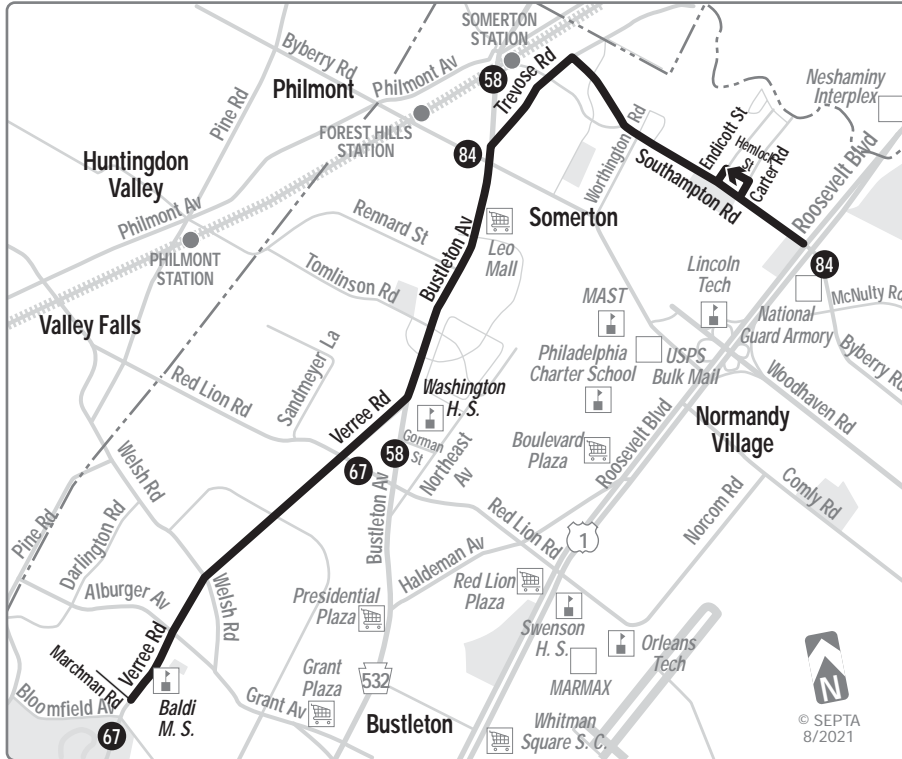 SOMERTON
STATION
Byberry Rd
Philmont Av
58
Trevose Rd
Neshaminy
Interplex
Philmont
Pine Rd
FOREST HILLS
STATION
84
Worthington Rd
Endicott St
Hemlock
St
Carter Rd
Roosevelt Blvd
Huntingdon
Valley
Southampton Rd
Philmont Av
Rennard St
Bustleton Av
Leo
Mall
Somerton
PHILMONT
STATION
Tomlinson Rd
84
Lincoln
Tech
MAST
National
Guard Armory
McNulty Rd
Valley Falls
Sandmeyer La
Philadelphia
Charter School
USPS
Bulk Mail
Byberry Rd
Red Lion Rd
Verree Rd
Washington
H. S.
Woodhaven Rd
Roosevelt Blvd
Normandy
Village
Gorman
St
Northeast
Av
Boulevard
Plaza
58
67
Welsh Rd
Bustleton Av
Comly Rd
Norcom Rd
Red Lion Rd
Pine Rd
Darlington Rd
1
Haldeman Av
Alburger Av
Welsh Rd
Red Lion
Plaza
Presidential
Plaza
Swenson
H. S.
Orleans
Tech
Verree Rd
Marchman Rd
MARMAX
Grant
Plaza
532
N
Bloomfield Av
Baldi
M. S.
Grant Av
Bustleton
Whitman
Square S. C.
67
© SEPTA
8/2021